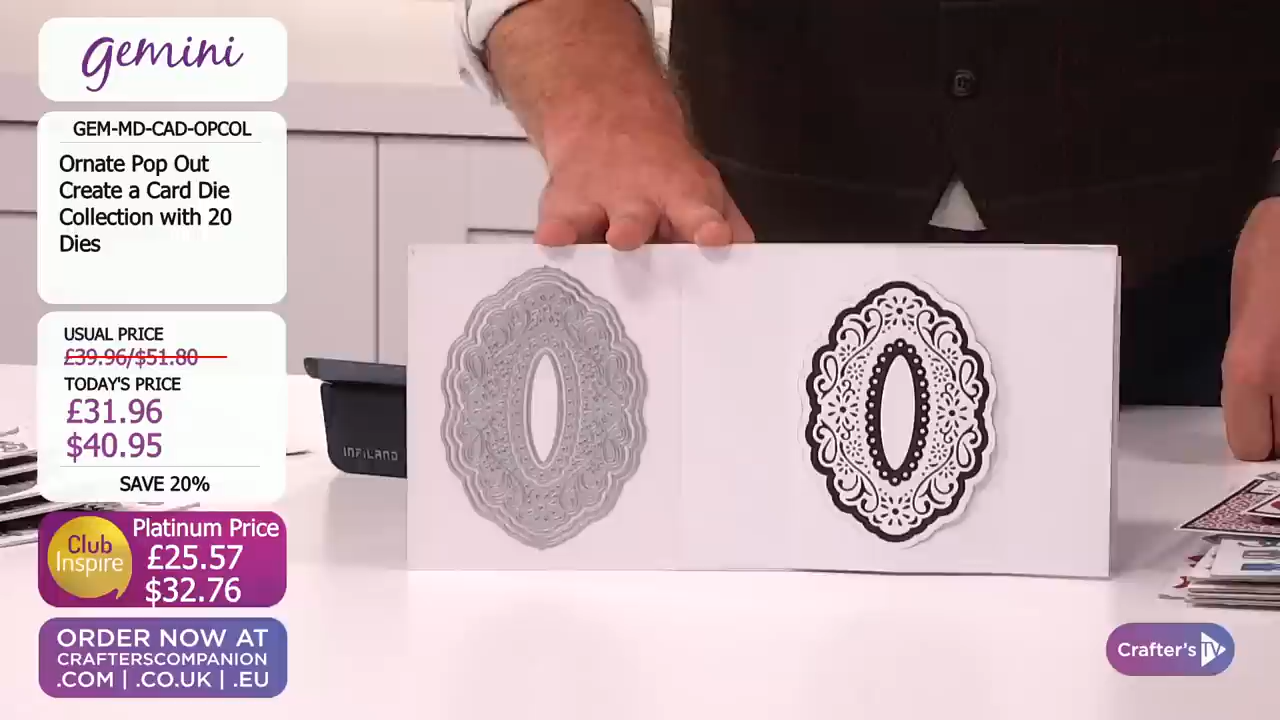 gemini
GEM-MD-CAD-OPCOL
Ornate Pop Out
Create a Card Die
Collection with 20
Dies
USUAL PRICE
£39.96/$51.80
TODAY'S PRICE
£31.96
$40.95
SAVE 20%
Club
Inspire
Platinum Price
£25.57
$32.76
ORDER NOW AT
CRAFTERSCOMPANION
.COM | .CO.UK | .EU
Crafter's TV